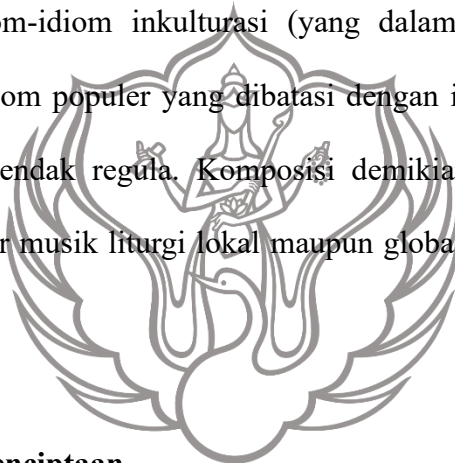 om-idiom inkulturasi (yang dalam
om populer yang dibatasi dengan i
endak regula. Komposisi demikia
r musik liturgi lokal maupun globa
enciptaan